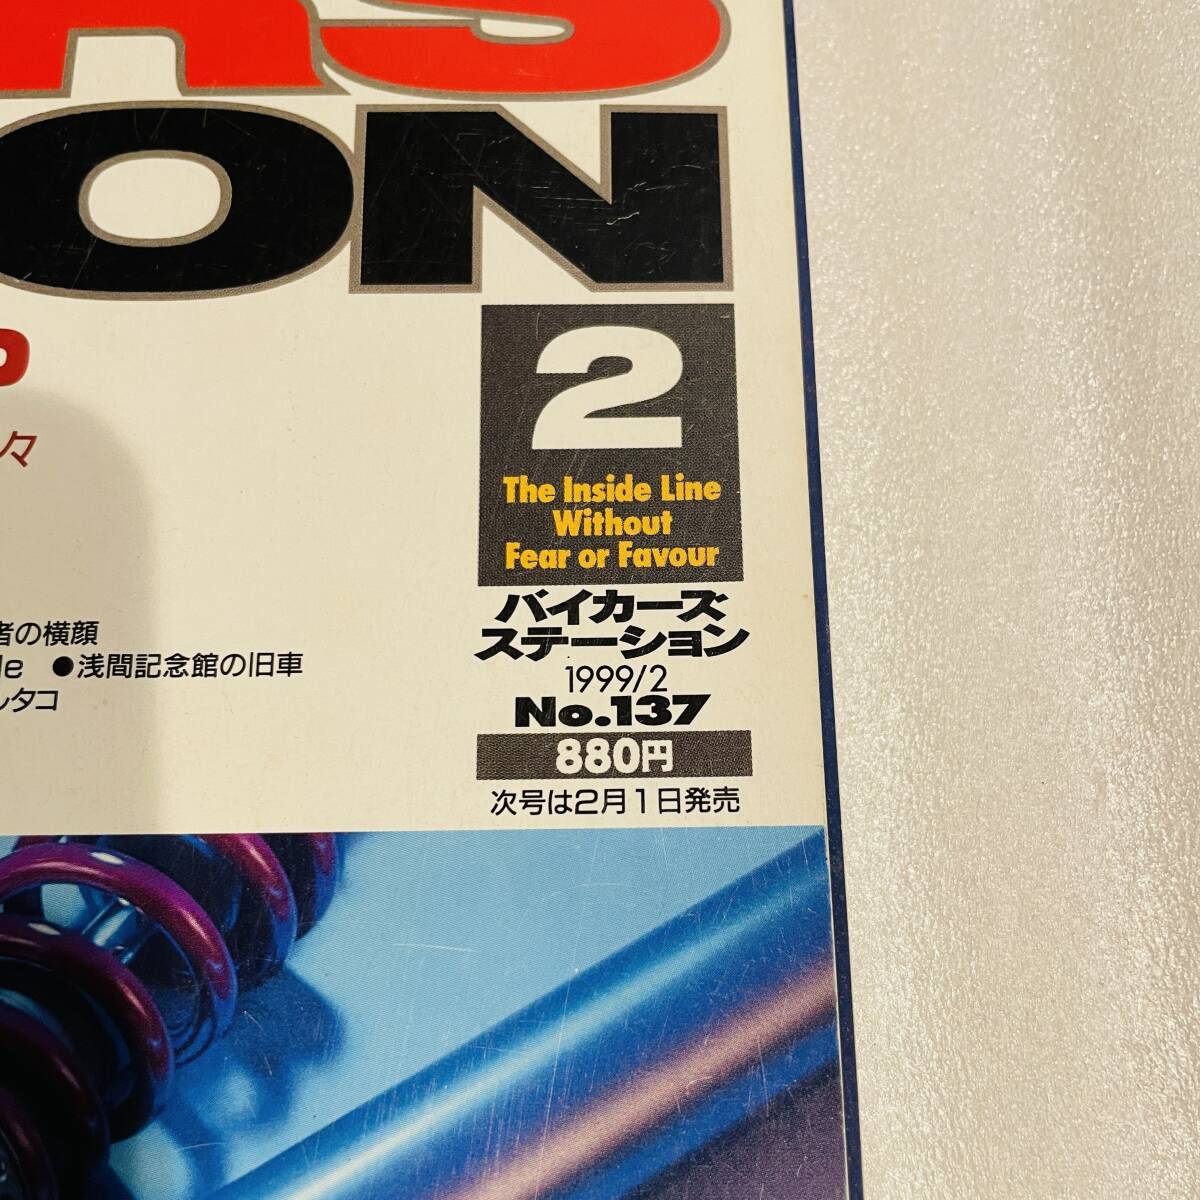 RS
ON
2
The Inside Line
Without
Fear or Favour
バイカーズ
ステーション
1999/2
No.137
880円
次号は2月1日発売
々
者の横顔
le ●浅間記念館の旧車
タコ